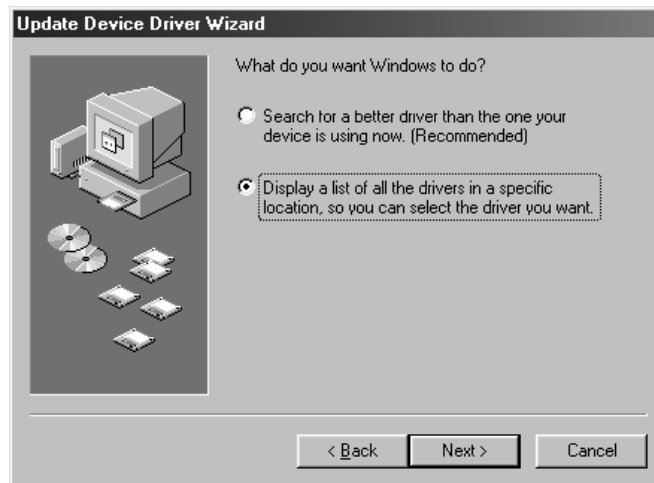 Update Device Driver Wizard
What do you want Windows to do?
Search for a better driver than the one your
device is using now. (Recommended)
Display a list of all the drivers in a specific
location, so you can select the driver you want.
< Back
Next >
Cancel